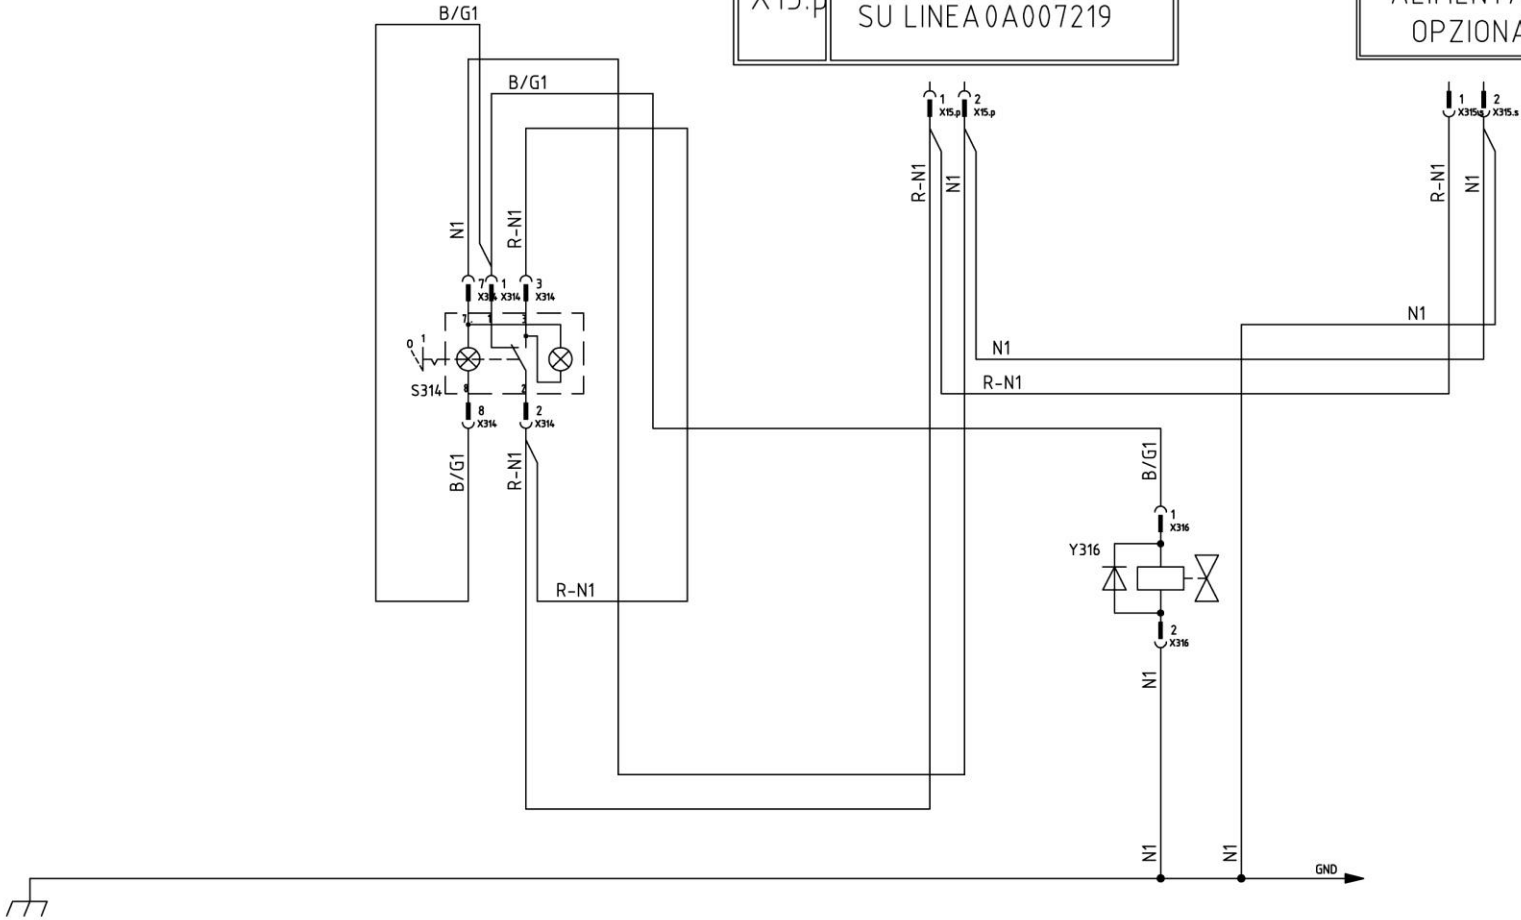 B/G1
X15.p
SU LINEA 0A007219
OPZIONA
B/G1
1
X15.p
2
X15.p
1
X315.s
2
X315.s
N1
R-N1
R-N1
N1
R-N1
N1
7
X314
1
X314
3
X314
7
1
3
0
1
S314
8
2
8
X314
2
X314
N1
N1
R-N1
B/G1
R-N1
B/G1
1
X316
Y316
R-N1
2
X316
N1
N1
N1
GND